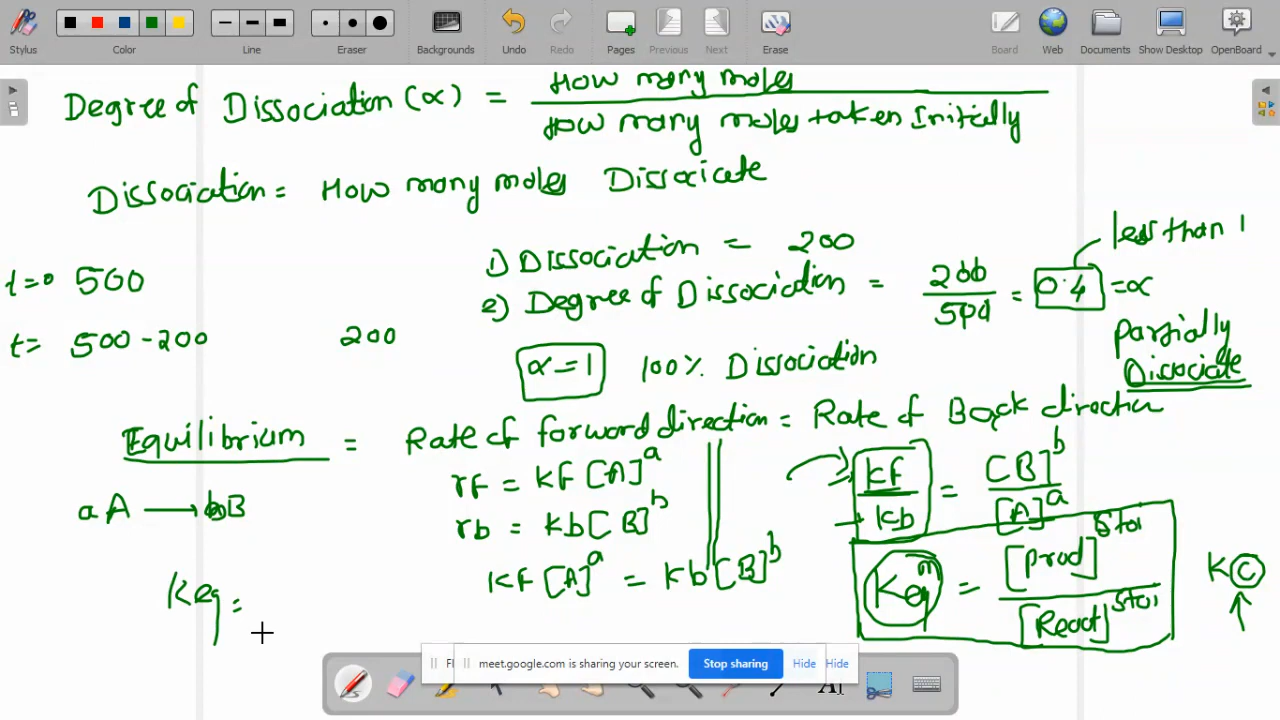 Stylus Color Line Eraser Backgrounds Undo Redo Pages Previous Next Erase Board Web Documents Show Desktop OpenBoard
Degree of Dissociation (α) = How many moles
How many moles taken Initially
Dissociation = How many moles Dissociate
less than 1
t=0 500
1) Dissociation = 200
2) Degree of Dissociation = 200/500 = 0.4 = α
t= 500 - 200 200
Partially
Dissociate
α = 1 100% Dissociation
Equilibrium = Rate of forward direction = Rate of Back direction
rF = kF [A]^a
kF/kb = [B]^b/[A]^a
aA → bB
rb = kb [B]^b
kF [A]^a = kb [B]^b
Keq = [Prod]^Stoi/[React]^Stoi
KC
Keq =
meet.google.com is sharing your screen. Stop sharing Hide Hide